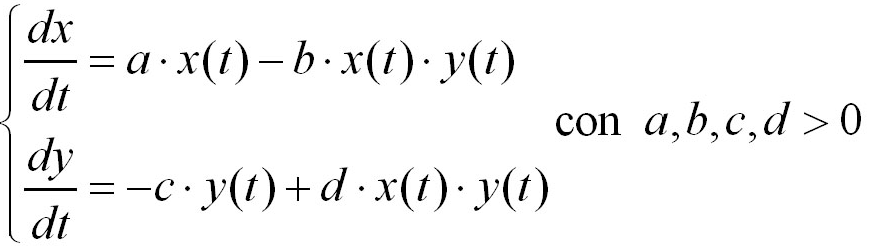 dx/dt = a · x(t) − b · x(t) · y(t)
con a,b,c,d > 0
dy/dt = −c · y(t) + d · x(t) · y(t)